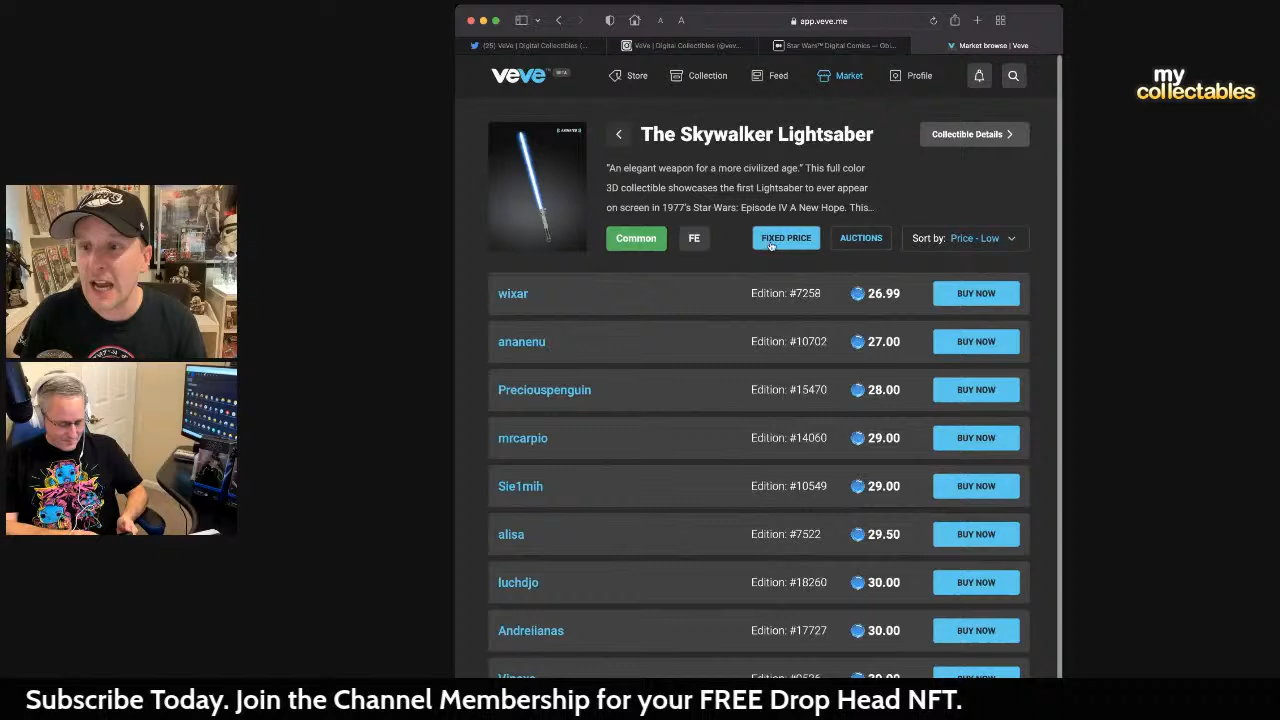 app.veve.me
(25) VeVe | Digital Collectibles (...
VeVe | Digital Collectibles (@vev...
Star Wars™ Digital Comics — Obi...
Market browse | Veve
my
collectables
veve BETA
Store
Collection
Feed
Market
Profile
The Skywalker Lightsaber
Collectible Details
"An elegant weapon for a more civilized age." This full color
3D collectible showcases the first Lightsaber to ever appear
on screen in 1977's Star Wars: Episode IV A New Hope. This...
Common
FE
FIXED PRICE
AUCTIONS
Sort by: Price - Low
wixar Edition: #7258 26.99 BUY NOW
ananenu Edition: #10702 27.00 BUY NOW
Preciouspenguin Edition: #15470 28.00 BUY NOW
mrcarpio Edition: #14060 29.00 BUY NOW
Sie1mih Edition: #10549 29.00 BUY NOW
alisa Edition: #7522 29.50 BUY NOW
luchdjo Edition: #18260 30.00 BUY NOW
Andreiianas Edition: #17727 30.00 BUY NOW
Subscribe Today. Join the Channel Membership for your FREE Drop Head NFT.